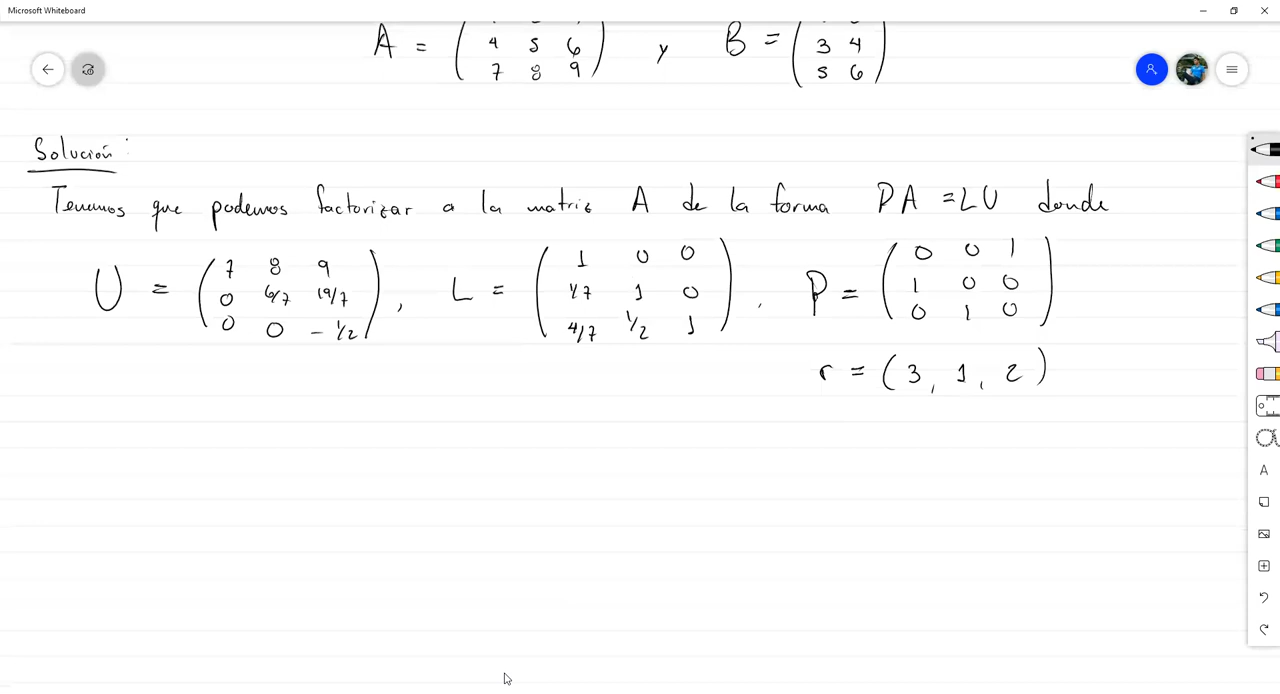 Microsoft Whiteboard
A = ( 4 5 6 y B = ( 3 4
7 8 9 ) 5 6 )
Solución:
Tenemos que podemos factorizar a la matriz A de la forma PA = LU donde
U = ( 7 8 9 ; 0 6/7 19/7 ; 0 0 -1/2 ), L = ( 1 0 0 ; 1/7 1 0 ; 4/7 1/2 1 ), P = ( 0 0 1 ; 1 0 0 ; 0 1 0 )
r = (3, 1, 2)
A